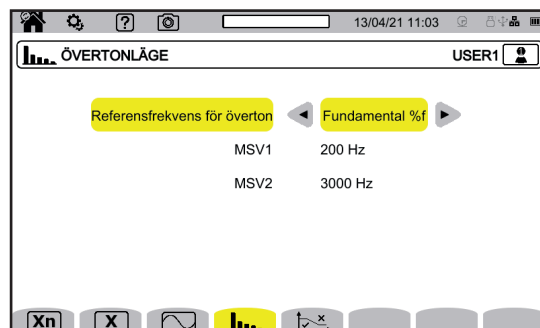 ? 13/04/21 11:03
ÖVERTONLÄGE USER1
Referensfrekvens för överton Fundamental %f
MSV1 200 Hz
MSV2 3000 Hz
Xn X